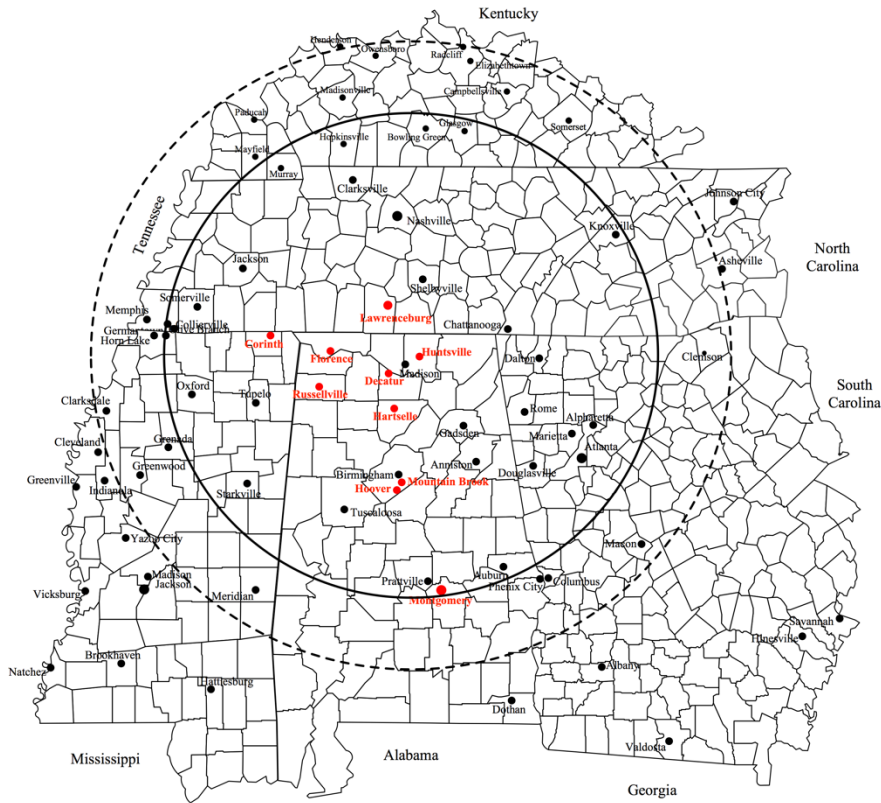 Kentucky
Henderson
Owensboro
Radcliff
Elizabethtown
Madisonville
Campbellsville
Paducah
Glasgow
Somerset
Hopkinsville
Bowling Green
Mayfield
Murray
Clarksville
Johnson City
Tennessee
Nashville
Knoxville
North
Carolina
Jackson
Asheville
Shelbyville
Somerville
Lawrenceburg
Memphis
Collierville
Chattanooga
Germantown
Olive Branch
Horn Lake
Corinth
Florence
Huntsville
Dalton
Clemson
Madison
Decatur
Russellville
Oxford
Tupelo
South
Carolina
Clarksdale
Hartselle
Rome
Alpharetta
Gadsden
Marietta
Cleveland
Grenada
Atlanta
Anniston
Greenwood
Birmingham
Douglasville
Greenville
Mountain Brook
Indianola
Hoover
Starkville
Tuscaloosa
Yazoo City
Macon
Madison
Auburn
Jackson
Prattville
Columbus
Phenix City
Vicksburg
Meridian
Montgomery
Savannah
Hinesville
Brookhaven
Natchez
Albany
Hattiesburg
Dothan
Valdosta
Mississippi
Alabama
Georgia